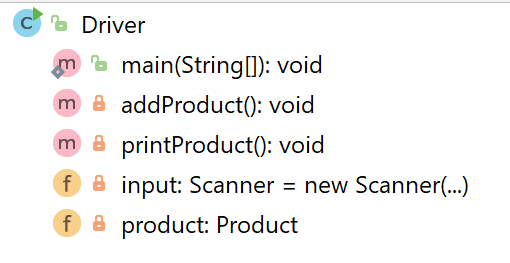 C Driver
m main(String[]): void
m addProduct(): void
m printProduct(): void
f input: Scanner = new Scanner(...)
f product: Product